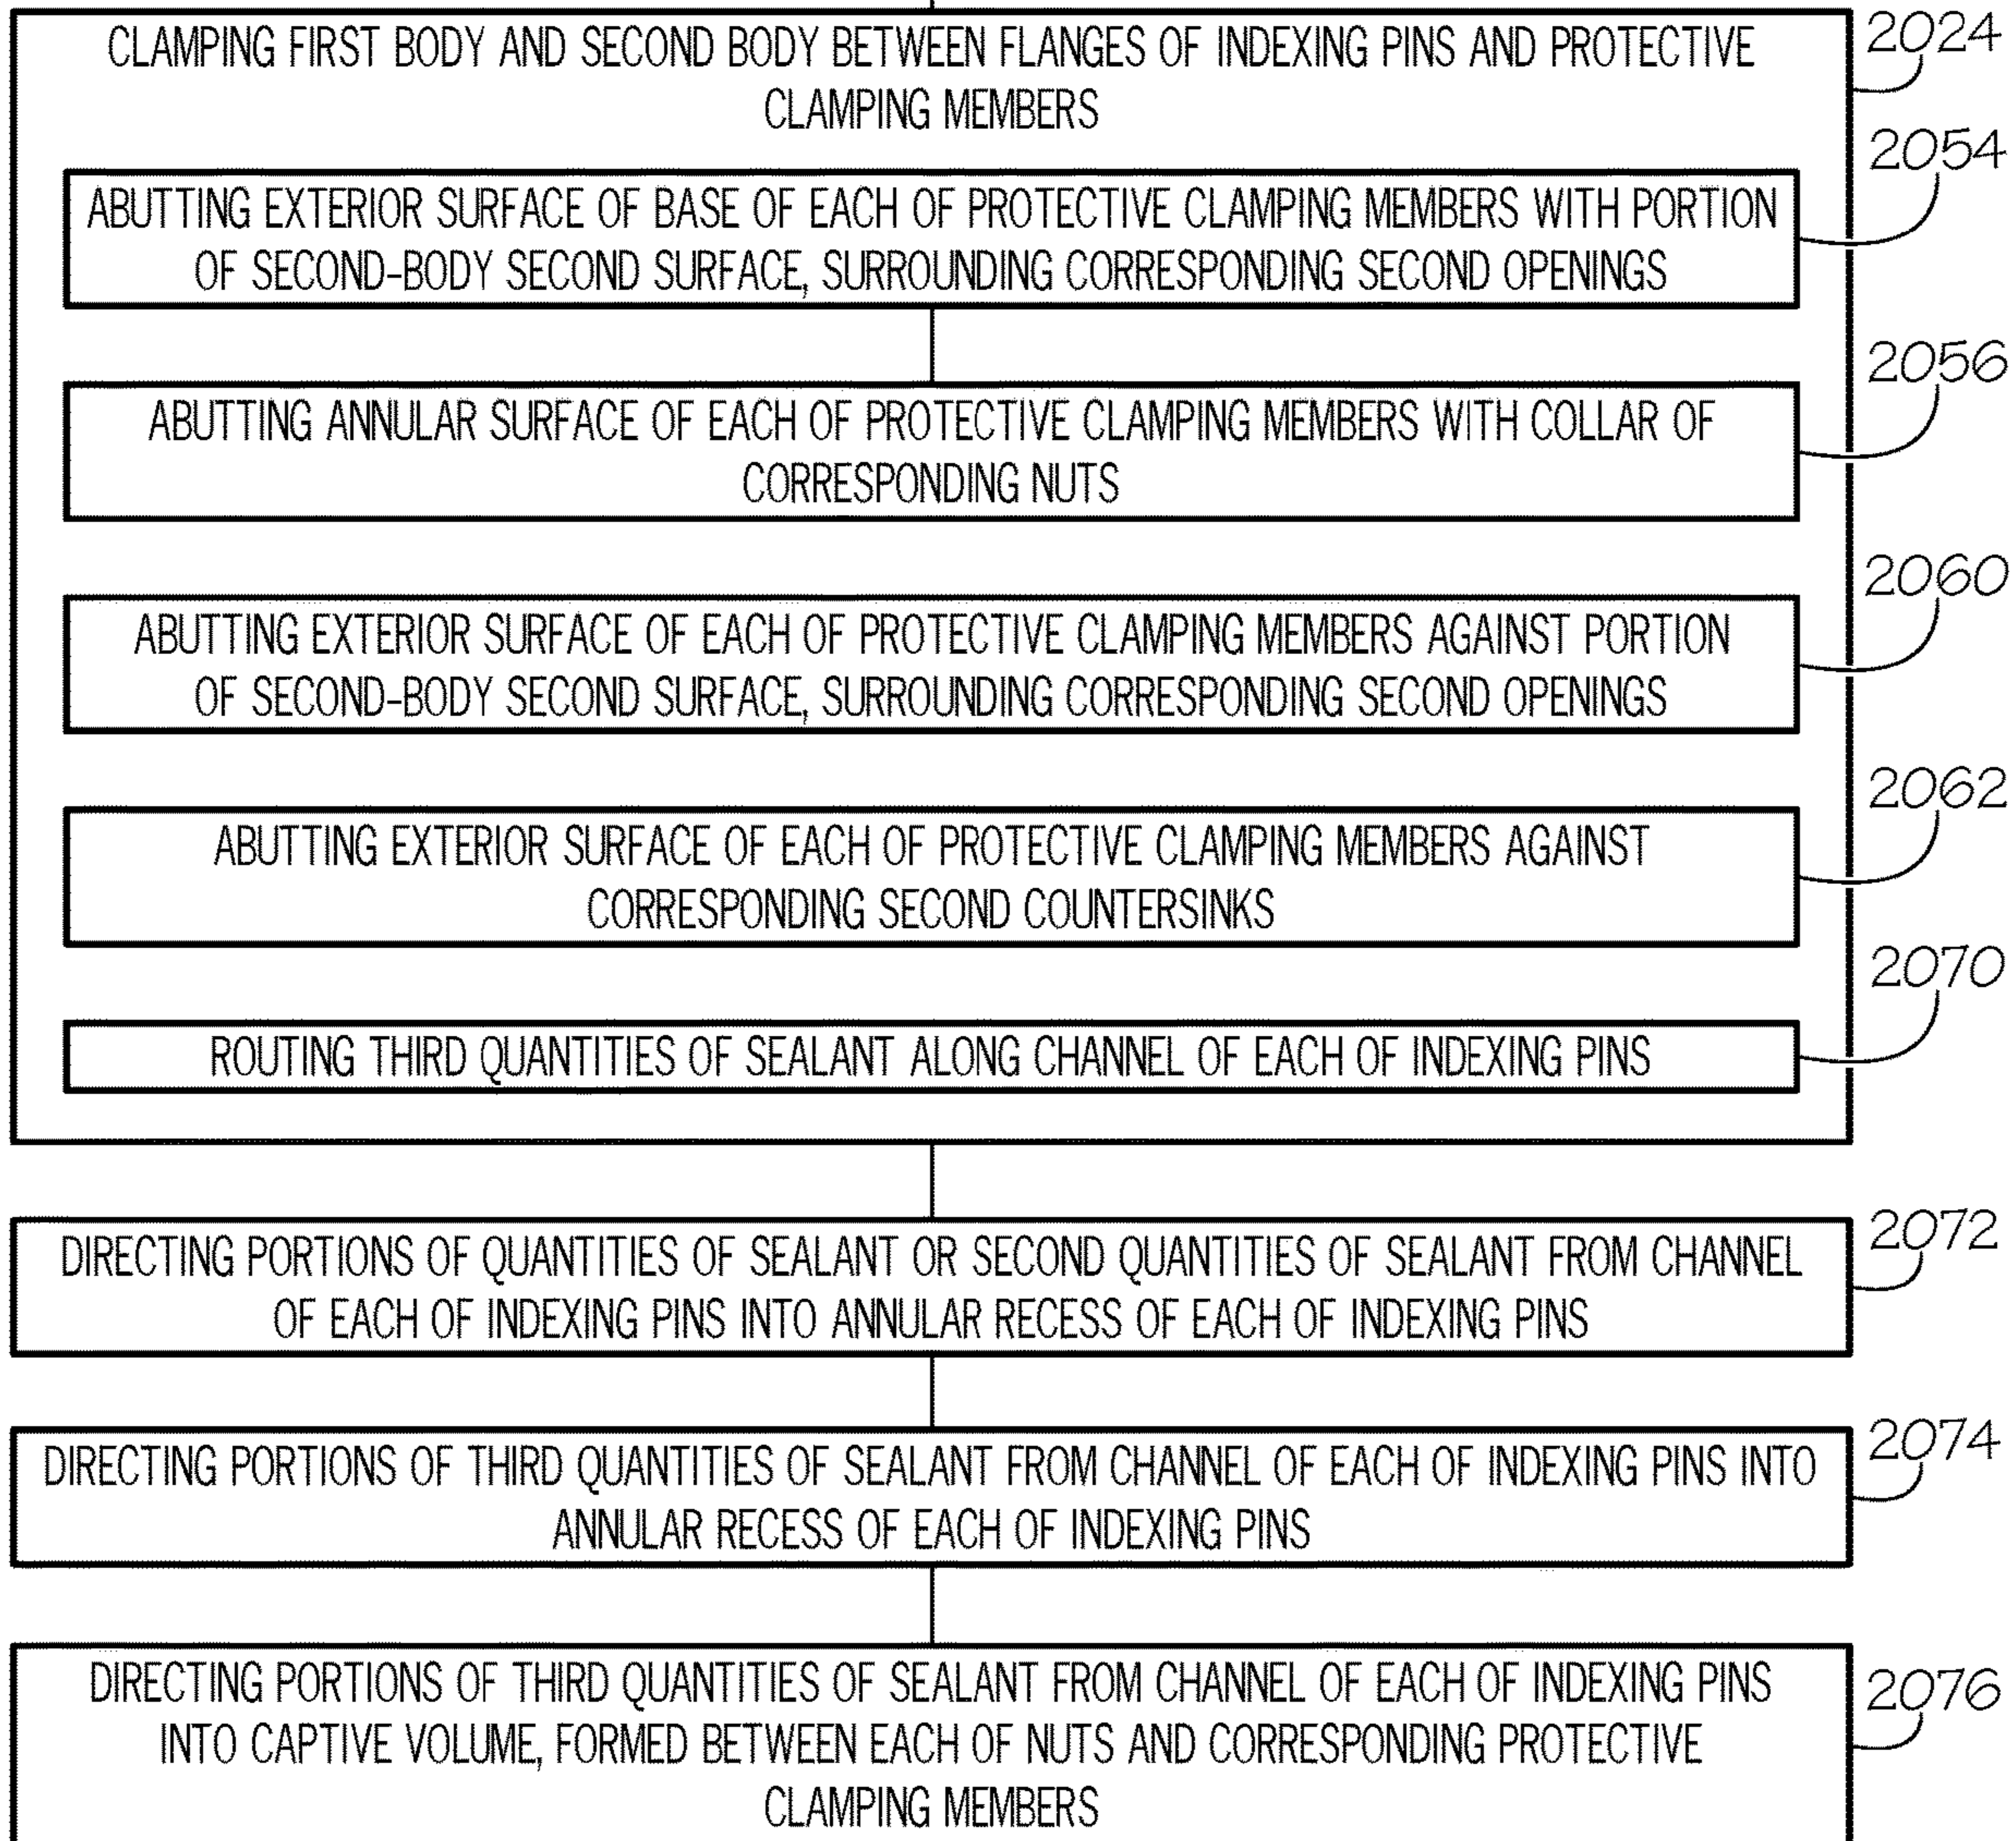 CLAMPING FIRST BODY AND SECOND BODY BETWEEN FLANGES OF INDEXING PINS AND PROTECTIVE
CLAMPING MEMBERS
2024
2054
ABUTTING EXTERIOR SURFACE OF BASE OF EACH OF PROTECTIVE CLAMPING MEMBERS WITH PORTION
OF SECOND-BODY SECOND SURFACE, SURROUNDING CORRESPONDING SECOND OPENINGS
2056
ABUTTING ANNULAR SURFACE OF EACH OF PROTECTIVE CLAMPING MEMBERS WITH COLLAR OF
CORRESPONDING NUTS
2060
ABUTTING EXTERIOR SURFACE OF EACH OF PROTECTIVE CLAMPING MEMBERS AGAINST PORTION
OF SECOND-BODY SECOND SURFACE, SURROUNDING CORRESPONDING SECOND OPENINGS
2062
ABUTTING EXTERIOR SURFACE OF EACH OF PROTECTIVE CLAMPING MEMBERS AGAINST
CORRESPONDING SECOND COUNTERSINKS
2070
ROUTING THIRD QUANTITIES OF SEALANT ALONG CHANNEL OF EACH OF INDEXING PINS
2072
DIRECTING PORTIONS OF QUANTITIES OF SEALANT OR SECOND QUANTITIES OF SEALANT FROM CHANNEL
OF EACH OF INDEXING PINS INTO ANNULAR RECESS OF EACH OF INDEXING PINS
2074
DIRECTING PORTIONS OF THIRD QUANTITIES OF SEALANT FROM CHANNEL OF EACH OF INDEXING PINS INTO
ANNULAR RECESS OF EACH OF INDEXING PINS
2076
DIRECTING PORTIONS OF THIRD QUANTITIES OF SEALANT FROM CHANNEL OF EACH OF INDEXING PINS
INTO CAPTIVE VOLUME, FORMED BETWEEN EACH OF NUTS AND CORRESPONDING PROTECTIVE
CLAMPING MEMBERS